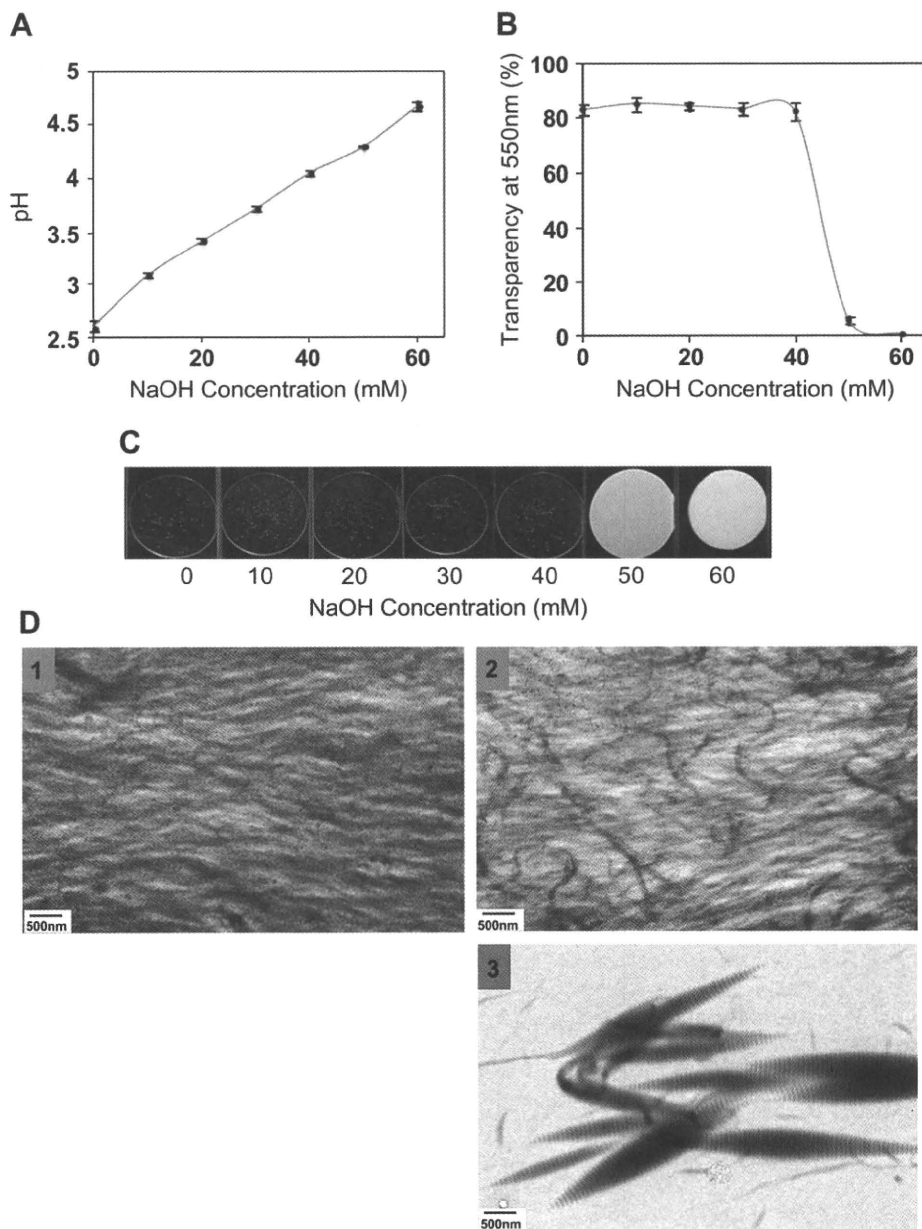 A
5
4.5
4
3.5
3
2.5
pH
0 20 40 60
NaOH Concentration (mM)
B
100
80
60
40
20
0
Transparency at 550nm (%)
0 20 40 60
NaOH Concentration (mM)
C
0 10 20 30 40 50 60
NaOH Concentration (mM)
D
1
500nm
2
500nm
3
500nm